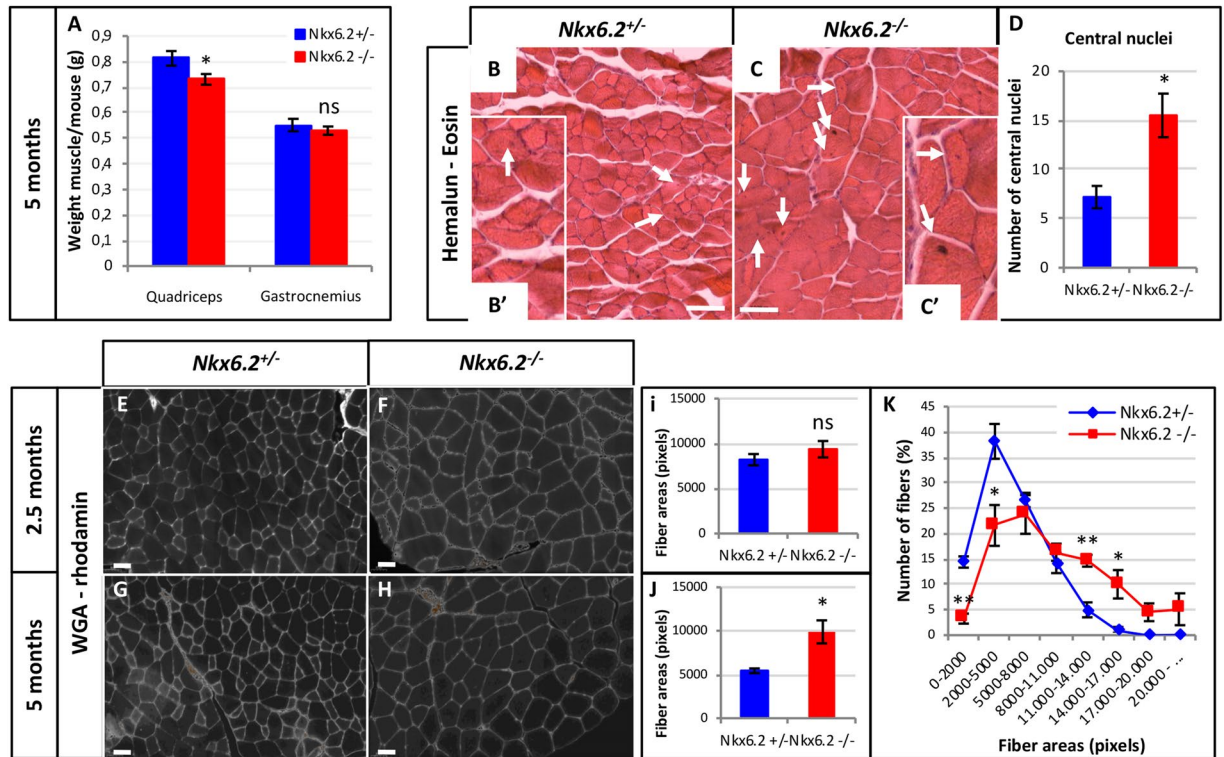 5 months
A
Weight muscle/mouse (g)
0,9
0,8
0,7
0,6
0,5
0,4
0,3
0,2
0,1
0
Nkx6.2+/-
Nkx6.2 -/-
*
ns
Quadriceps
Gastrocnemius
Hemalun - Eosin
Nkx6.2+/-
Nkx6.2-/-
B
B'
C
C'
D
Central nuclei
Number of central nuclei
20
15
10
5
0
*
Nkx6.2+/- Nkx6.2-/-
Nkx6.2+/-
Nkx6.2-/-
2.5 months
5 months
WGA - rhodamin
E
F
G
H
i
Fiber areas (pixels)
15000
10000
5000
0
ns
Nkx6.2 +/- Nkx6.2 -/-
J
Fiber areas (pixels)
15000
10000
5000
0
*
Nkx6.2 +/-Nkx6.2 -/-
K
Number of fibers (%)
45
40
35
30
25
20
15
10
5
0
Nkx6.2+/-
Nkx6.2 -/-
**
*
**
*
0-2000
2000-5000
5000-8000
8000-11.000
11.000-14.000
14.000-17.000
17.000-20.000
20.000 - ...
Fiber areas (pixels)